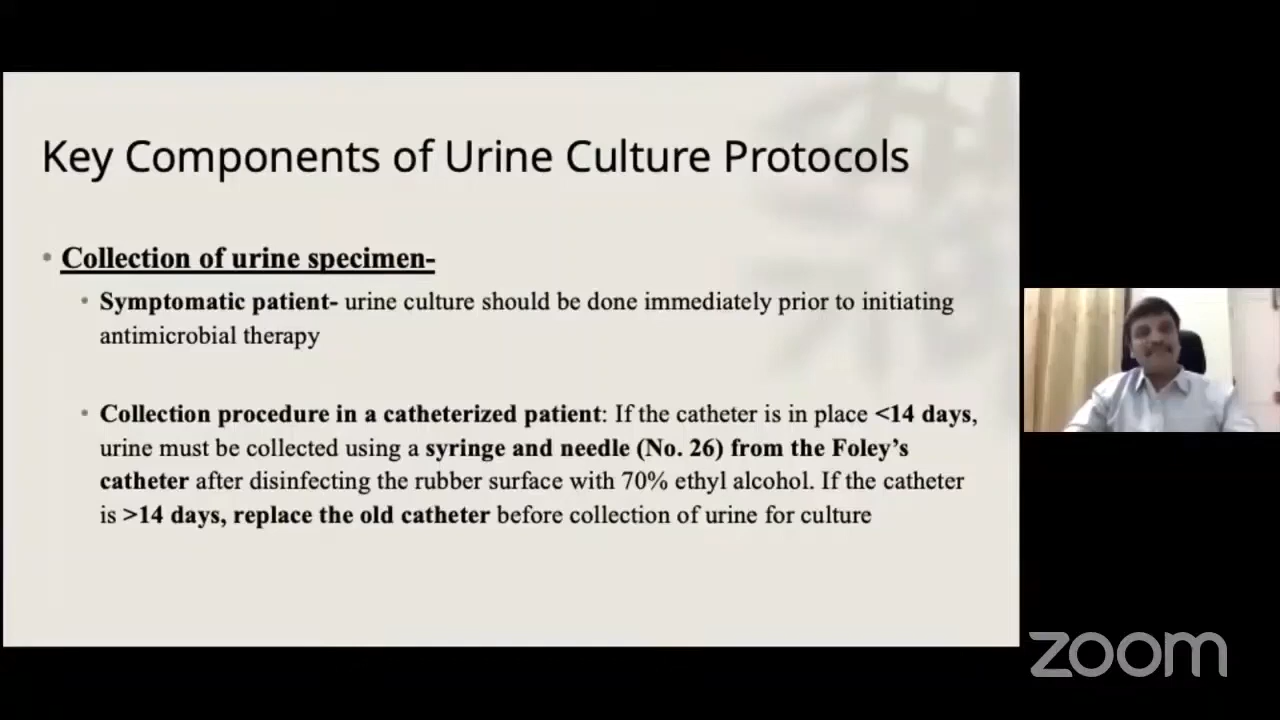 Key Components of Urine Culture Protocols
• Collection of urine specimen-
• Symptomatic patient- urine culture should be done immediately prior to initiating
antimicrobial therapy
• Collection procedure in a catheterized patient: If the catheter is in place <14 days,
urine must be collected using a syringe and needle (No. 26) from the Foley’s
catheter after disinfecting the rubber surface with 70% ethyl alcohol. If the catheter
is >14 days, replace the old catheter before collection of urine for culture
zoom